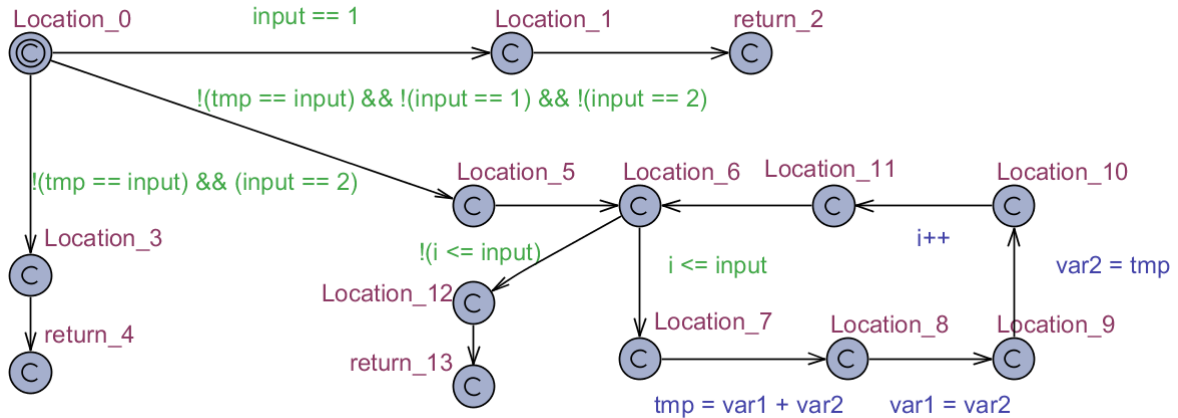 Location_0
input == 1
Location_1
return_2
!(tmp == input) && !(input == 1) && !(input == 2)
!(tmp == input) && (input == 2)
Location_5
Location_6
Location_11
Location_10
Location_3
!(i <= input)
i <= input
i++
var2 = tmp
Location_12
Location_7
Location_8
Location_9
return_4
return_13
tmp = var1 + var2
var1 = var2
C
C
C
C
C
C
C
C
C
C
C
C
C
C